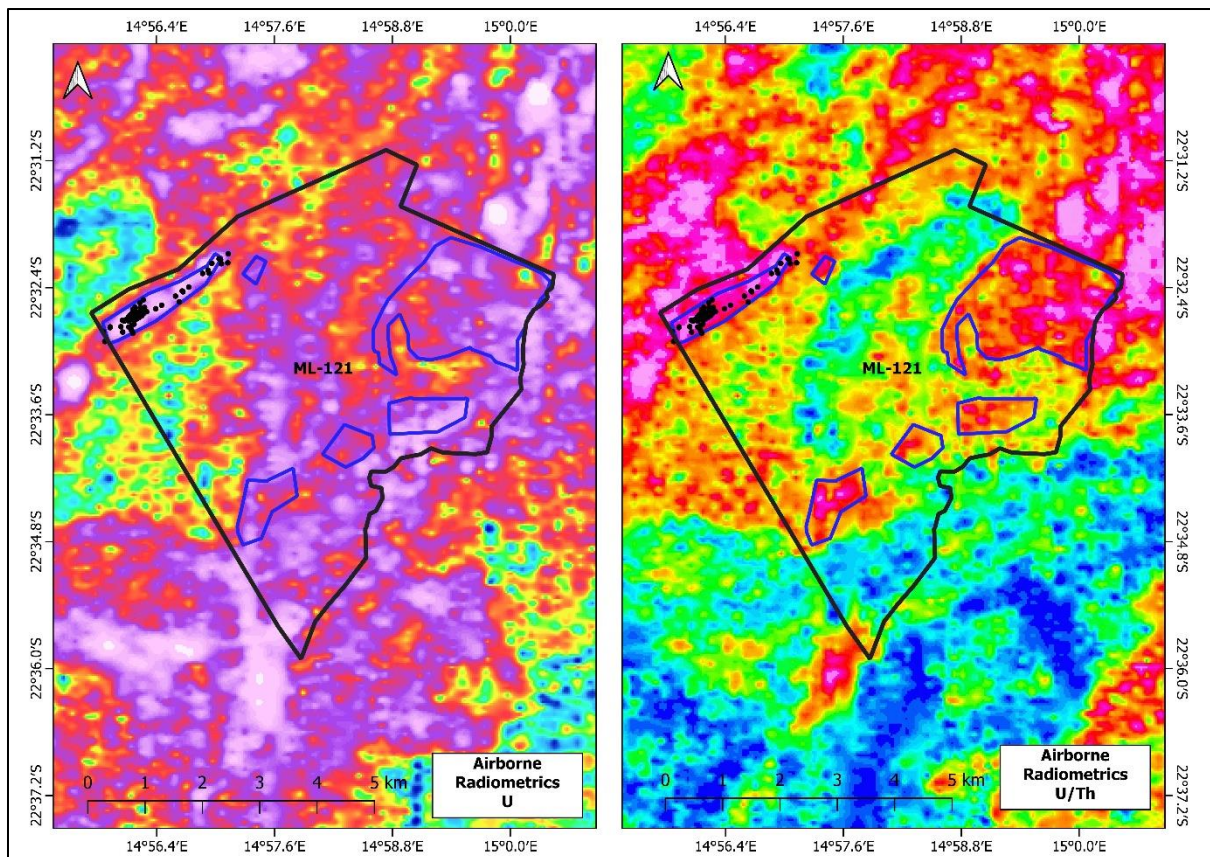 14°56.4'E 14°57.6'E 14°58.8'E 15°0.0'E 14°56.4'E 14°57.6'E 14°58.8'E 15°0.0'E
22°31.2'S 22°31.2'S
22°32.4'S 22°32.4'S
ML-121 ML-121
22°33.6'S 22°33.6'S
22°34.8'S 22°34.8'S
22°36.0'S 22°36.0'S
22°37.2'S 22°37.2'S
0 1 2 3 4 5 km
Airborne
Radiometrics
U
0 1 2 3 4 5 km
Airborne
Radiometrics
U/Th
14°56.4'E 14°57.6'E 14°58.8'E 15°0.0'E 14°56.4'E 14°57.6'E 14°58.8'E 15°0.0'E